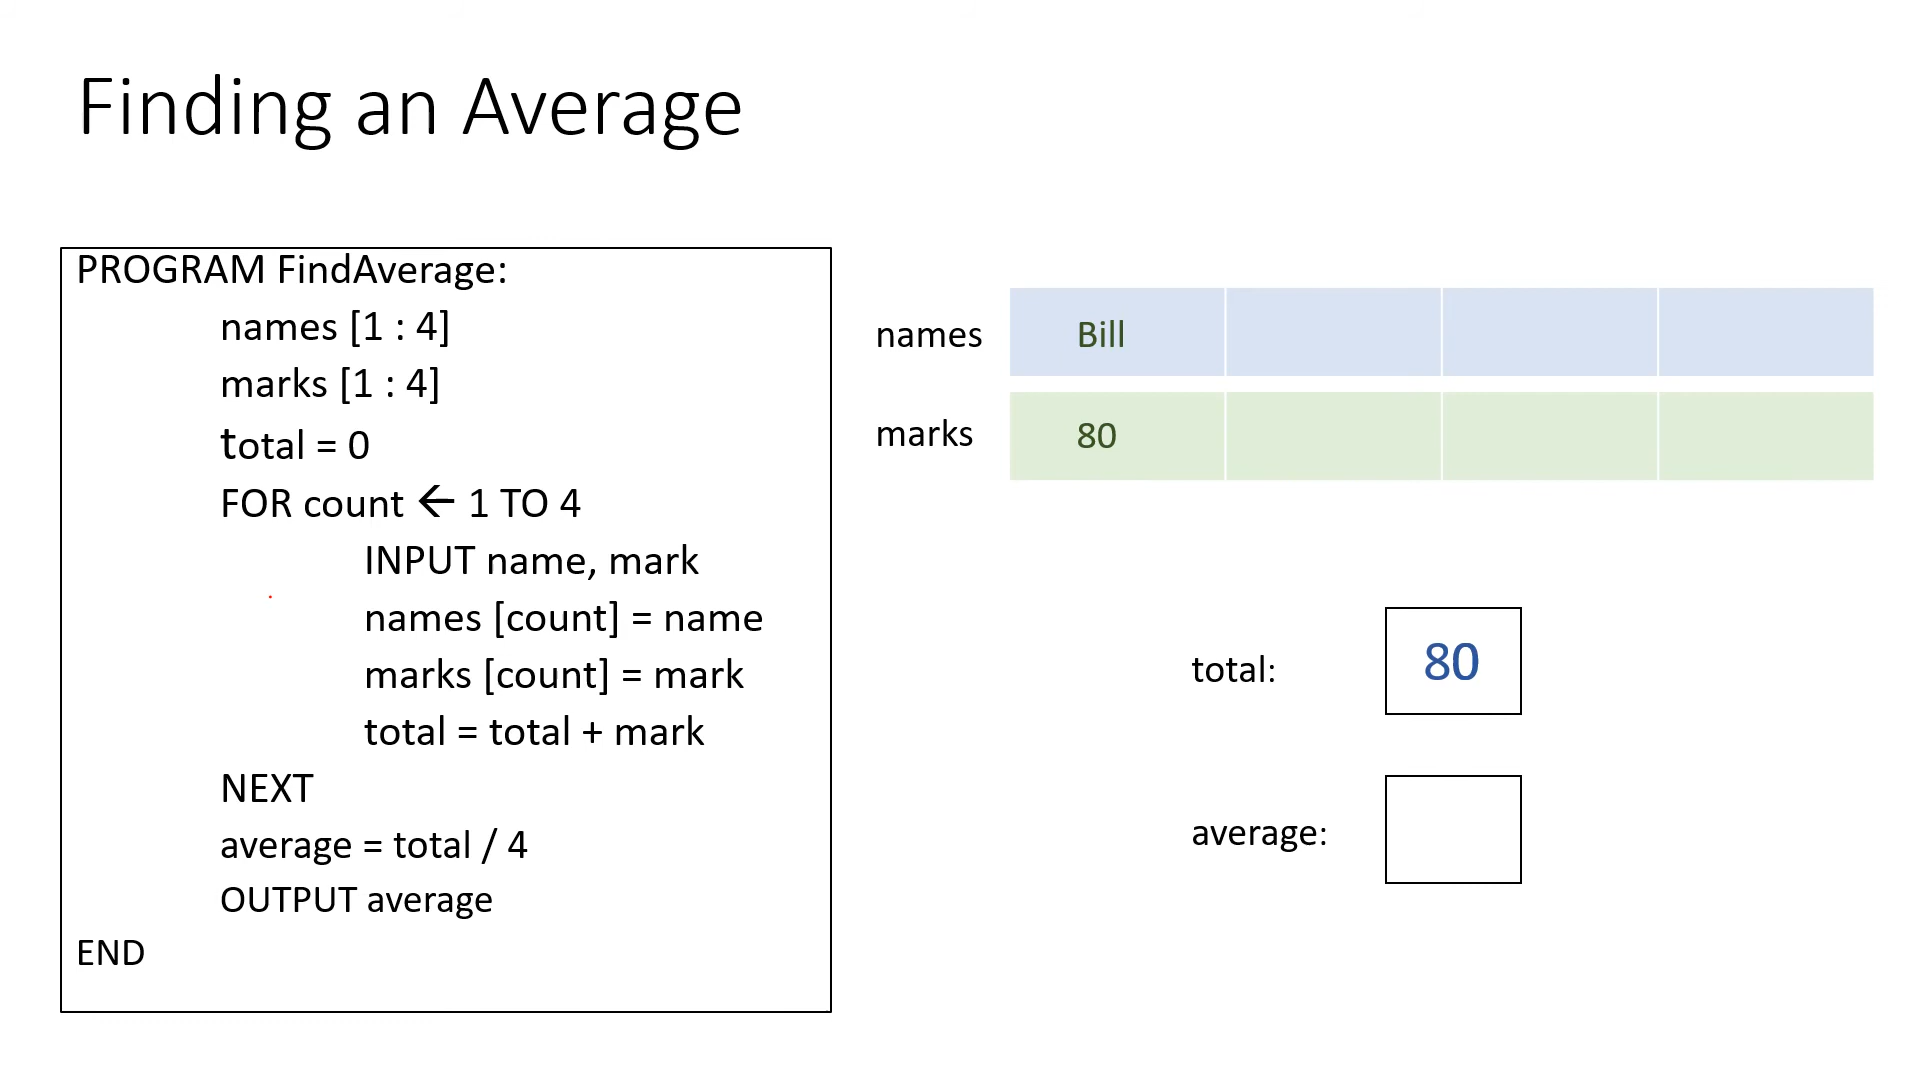 Finding an Average
PROGRAM FindAverage:
names [1 : 4]
marks [1 : 4]
total = 0
FOR count ← 1 TO 4
INPUT name, mark
names [count] = name
marks [count] = mark
total = total + mark
NEXT
average = total / 4
OUTPUT average
END
names Bill
marks 80
total: 80
average: